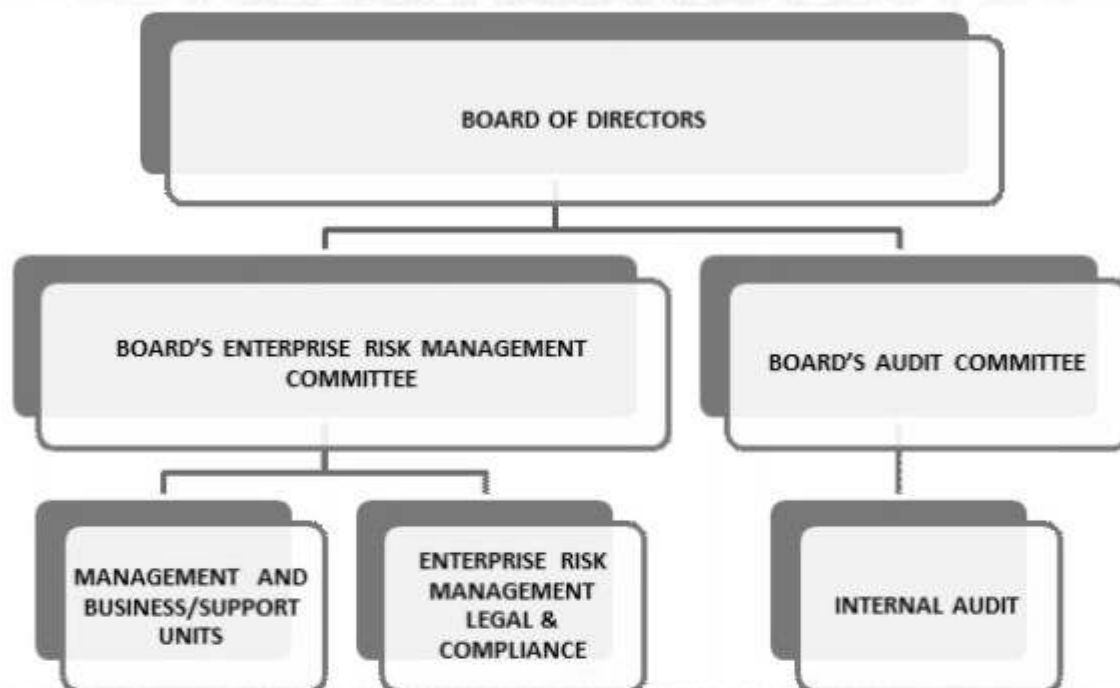 BOARD OF DIRECTORS
BOARD'S ENTERPRISE RISK MANAGEMENT
COMMITTEE
BOARD'S AUDIT COMMITTEE
MANAGEMENT AND
BUSINESS/SUPPORT
UNITS
ENTERPRISE RISK
MANAGEMENT
LEGAL &
COMPLIANCE
INTERNAL AUDIT